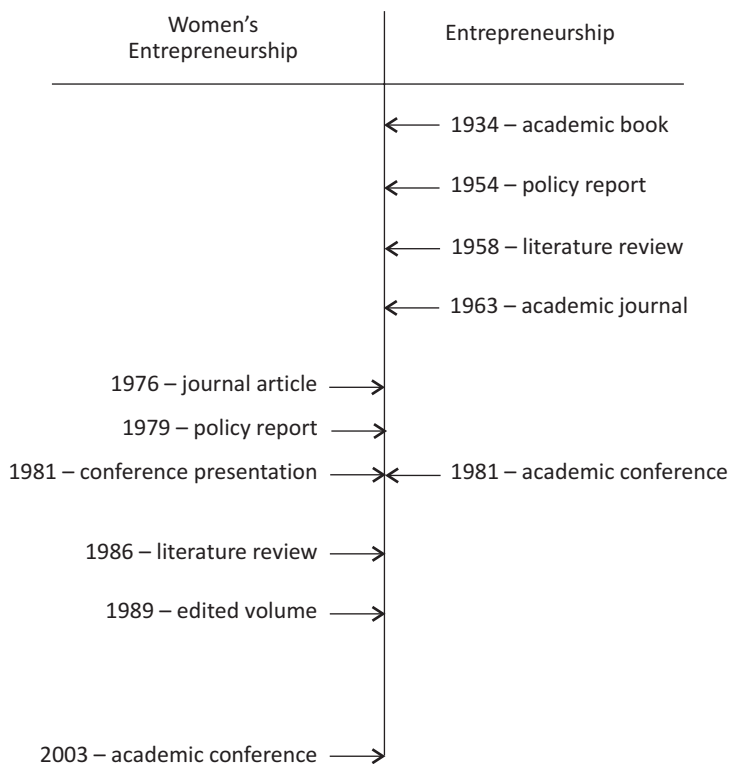 Women’s
Entrepreneurship
Entrepreneurship
1934 – academic book
1954 – policy report
1958 – literature review
1963 – academic journal
1976 – journal article
1979 – policy report
1981 – conference presentation
1981 – academic conference
1986 – literature review
1989 – edited volume
2003 – academic conference